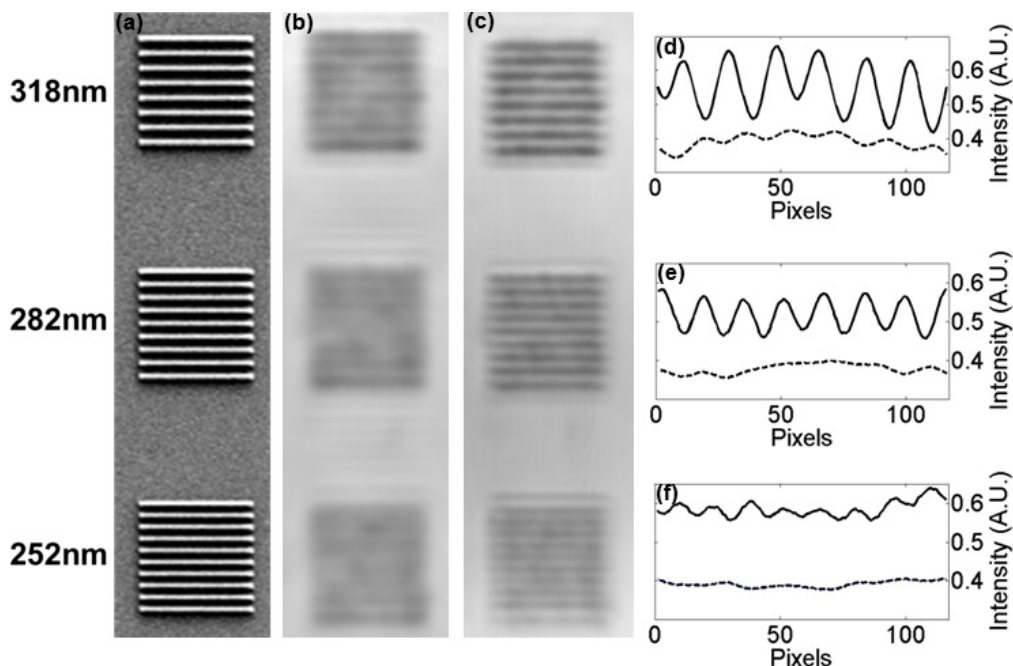 (a)
(b)
(c)
318nm
282nm
252nm
(d)
0.6
0.5
0.4
Intensity (A.U.)
0
50
100
Pixels
(e)
0.6
0.5
0.4
Intensity (A.U.)
0
50
100
Pixels
(f)
0.6
0.5
0.4
Intensity (A.U.)
0
50
100
Pixels